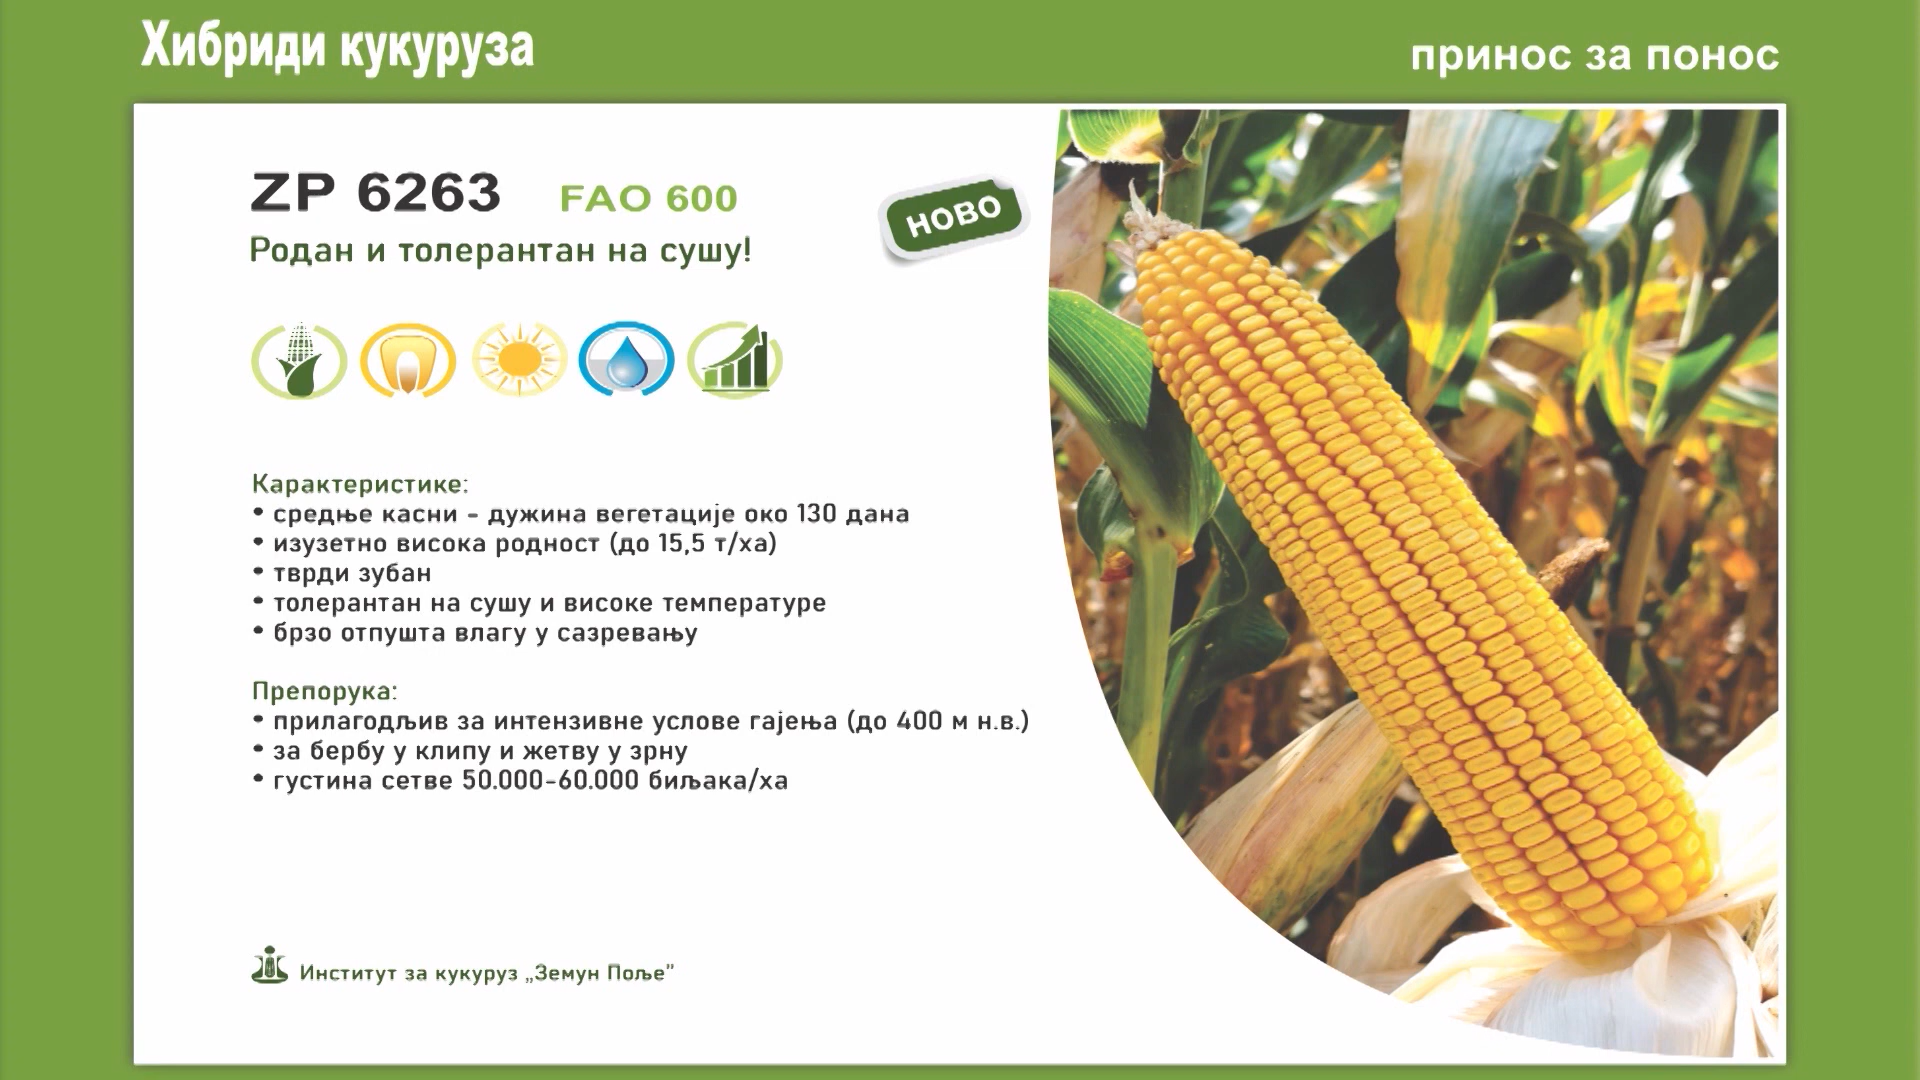 Хибриди кукуруза
принос за понос
ZP 6263 FAO 600
НОВО
Родан и толерантан на сушу!
Карактеристике:
• средње касни - дужина вегетације око 130 дана
• изузетно висока родност (до 15,5 т/ха)
• тврди зубан
• толерантан на сушу и високе температуре
• брзо отпушта влагу у сазревању
Препорука:
• прилагодљив за интензивне услове гајења (до 400 м н.в.)
• за бербу у клипу и жетву у зрну
• густина сетве 50.000-60.000 биљака/ха
Институт за кукуруз „Земун Поље”